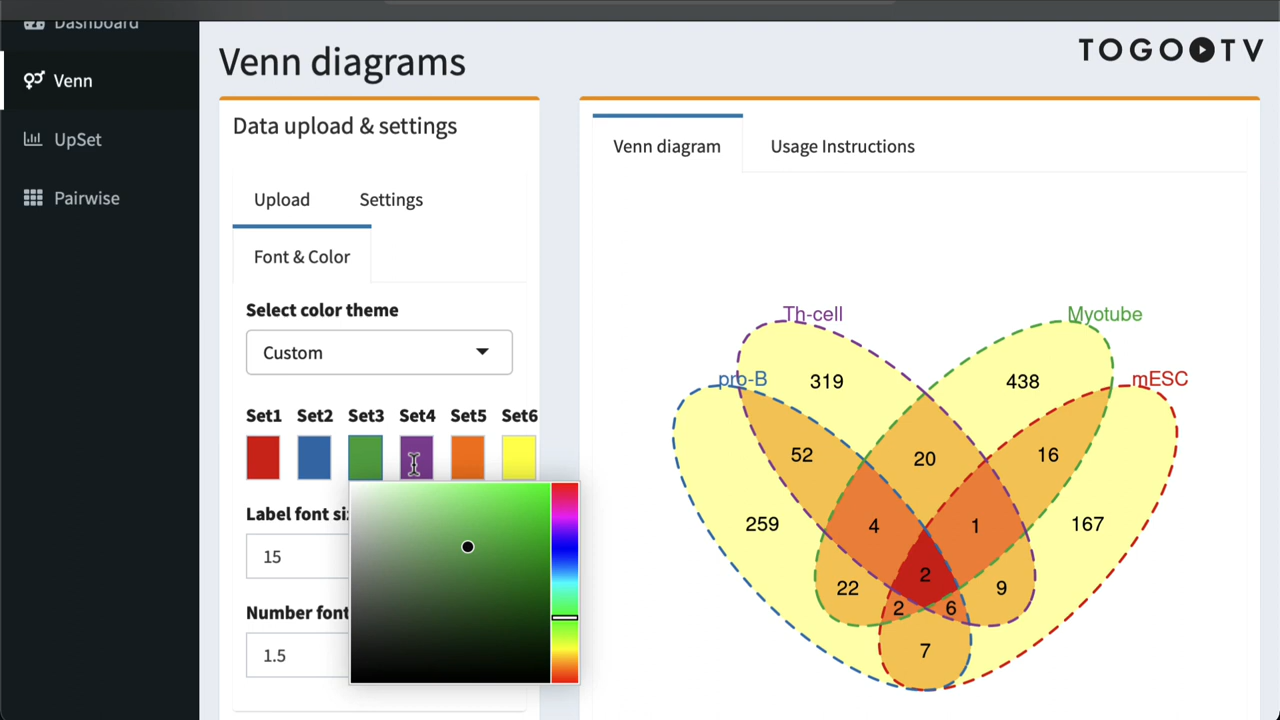 Dashboard
Venn
UpSet
Pairwise
Venn diagrams
TOGO TV
Data upload & settings
Upload
Settings
Font & Color
Select color theme
Custom
Set1 Set2 Set3 Set4 Set5 Set6
Label font si
15
Number font
1.5
Venn diagram
Usage Instructions
Th-cell
Myotube
pro-B
mESC
319
438
52
20
16
259
4
1
167
2
22
9
2
6
7